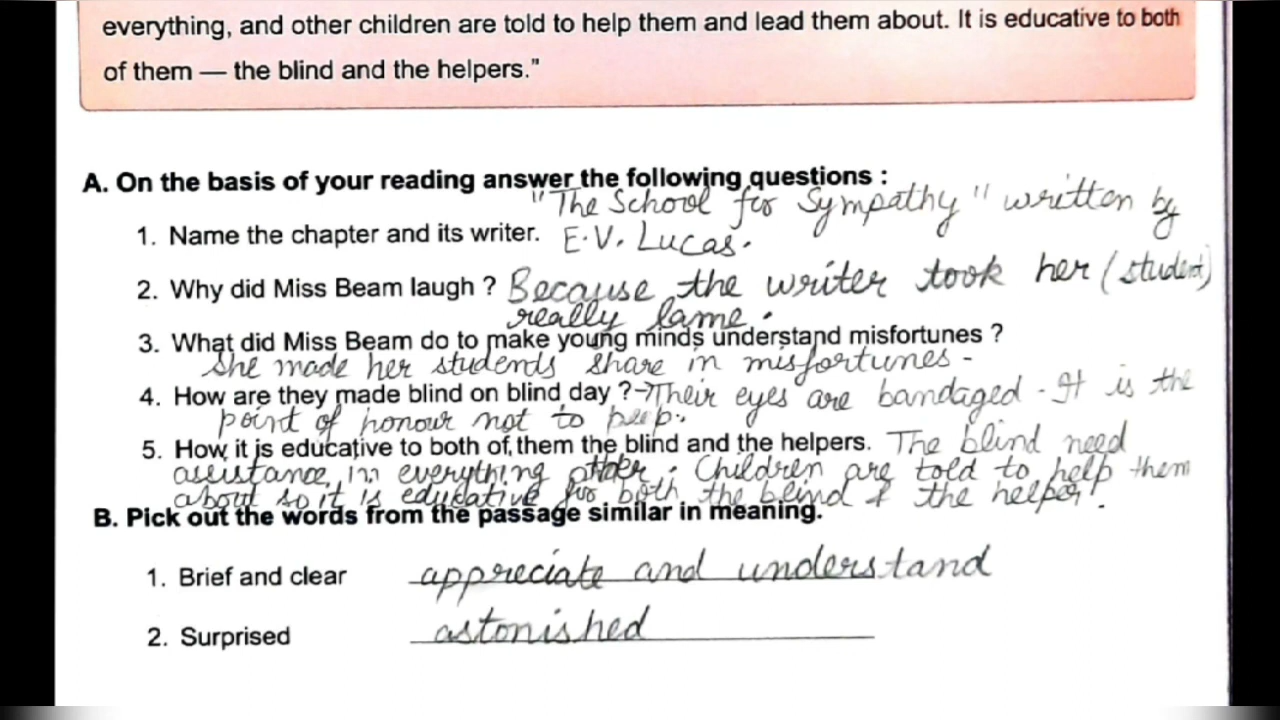 everything, and other children are told to help them and lead them about. It is educative to both
of them — the blind and the helpers."
A. On the basis of your reading answer the following questions :
"The School for Sympathy" written by
1. Name the chapter and its writer. E.V. Lucas.
2. Why did Miss Beam laugh ? Because the writer took her (student)
really lame.
3. What did Miss Beam do to make young minds understand misfortunes ?
She made her students share in misfortunes -
4. How are they made blind on blind day ? - Their eyes are bandaged - It is the
point of honour not to peep.
5. How it is educative to both of them the blind and the helpers. The blind need
assistance in everything other. Children are told to help them
about so it is educative for both the blind & the helper.
B. Pick out the words from the passage similar in meaning.
1. Brief and clear appreciate and understand
2. Surprised astonished